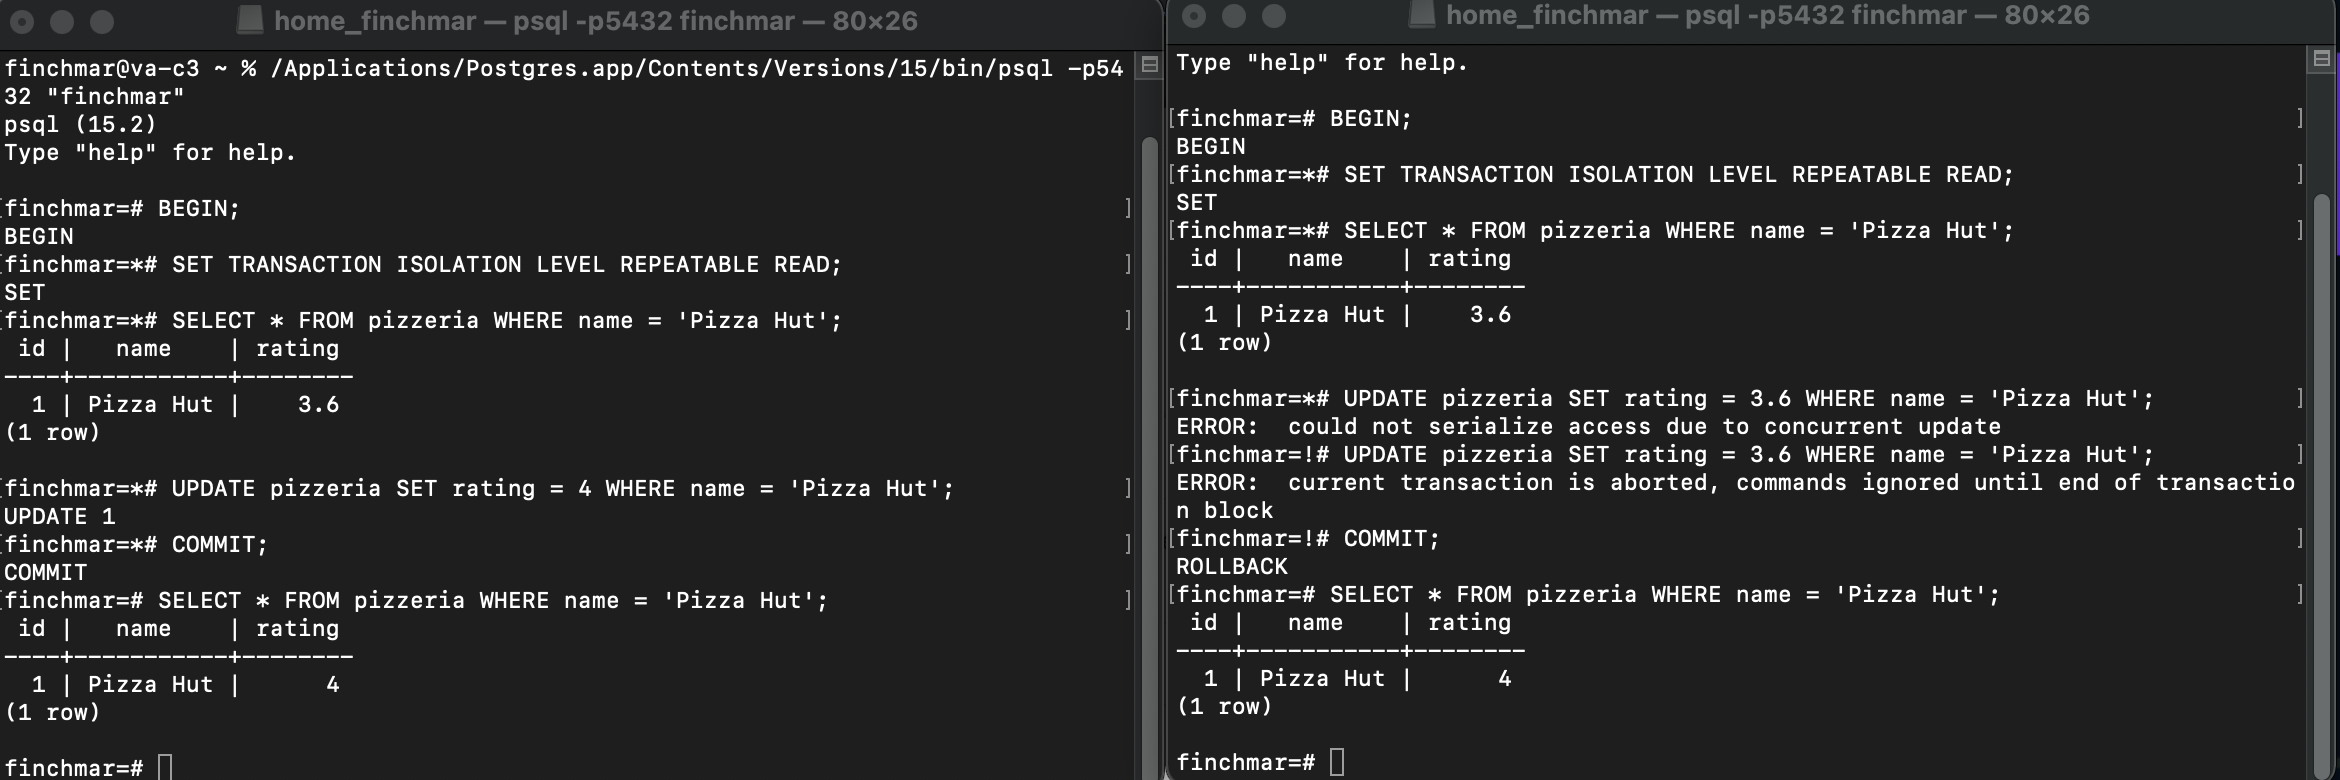 home_finchmar — psql -p5432 finchmar — 80×26
finchmar@va-c3 ~ % /Applications/Postgres.app/Contents/Versions/15/bin/psql -p54
32 "finchmar"
psql (15.2)
Type "help" for help.
[finchmar=# BEGIN; ]
BEGIN
[finchmar=*# SET TRANSACTION ISOLATION LEVEL REPEATABLE READ; ]
SET
[finchmar=*# SELECT * FROM pizzeria WHERE name = 'Pizza Hut'; ]
 id |   name    | rating
----+-----------+--------
  1 | Pizza Hut |    3.6
(1 row)
[finchmar=*# UPDATE pizzeria SET rating = 4 WHERE name = 'Pizza Hut'; ]
UPDATE 1
[finchmar=*# COMMIT; ]
COMMIT
[finchmar=# SELECT * FROM pizzeria WHERE name = 'Pizza Hut'; ]
 id |   name    | rating
----+-----------+--------
  1 | Pizza Hut |      4
(1 row)
finchmar=#
home_finchmar — psql -p5432 finchmar — 80×26
Type "help" for help.
[finchmar=# BEGIN; ]
BEGIN
[finchmar=*# SET TRANSACTION ISOLATION LEVEL REPEATABLE READ; ]
SET
[finchmar=*# SELECT * FROM pizzeria WHERE name = 'Pizza Hut'; ]
 id |   name    | rating
----+-----------+--------
  1 | Pizza Hut |    3.6
(1 row)
[finchmar=*# UPDATE pizzeria SET rating = 3.6 WHERE name = 'Pizza Hut'; ]
ERROR:  could not serialize access due to concurrent update
[finchmar=!# UPDATE pizzeria SET rating = 3.6 WHERE name = 'Pizza Hut'; ]
ERROR:  current transaction is aborted, commands ignored until end of transactio
n block
[finchmar=!# COMMIT; ]
ROLLBACK
[finchmar=# SELECT * FROM pizzeria WHERE name = 'Pizza Hut'; ]
 id |   name    | rating
----+-----------+--------
  1 | Pizza Hut |      4
(1 row)
finchmar=#